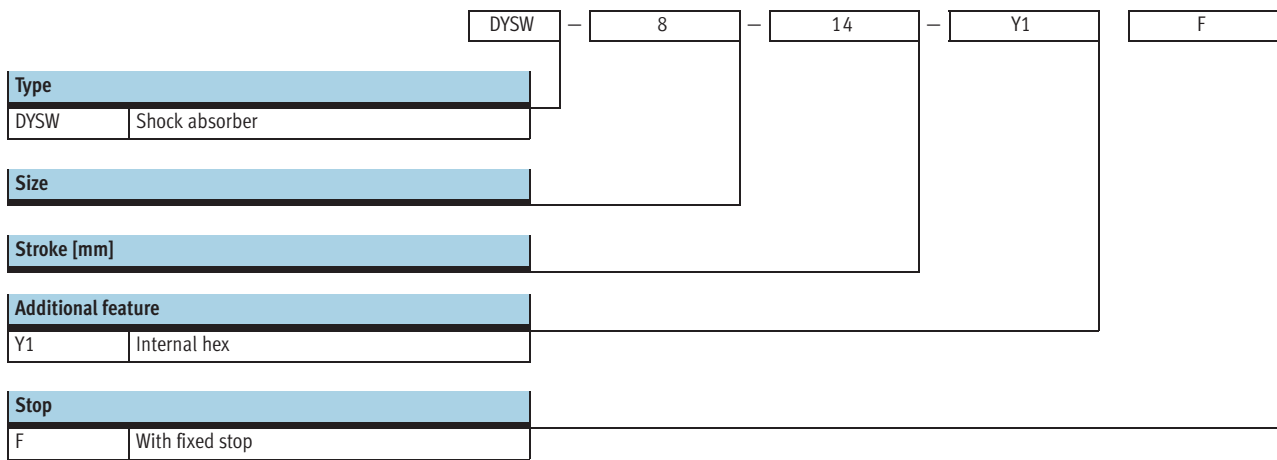 DYSW – 8 – 14 – Y1 F
Type
DYSW Shock absorber
Size
Stroke [mm]
Additional feature
Y1 Internal hex
Stop
F With fixed stop